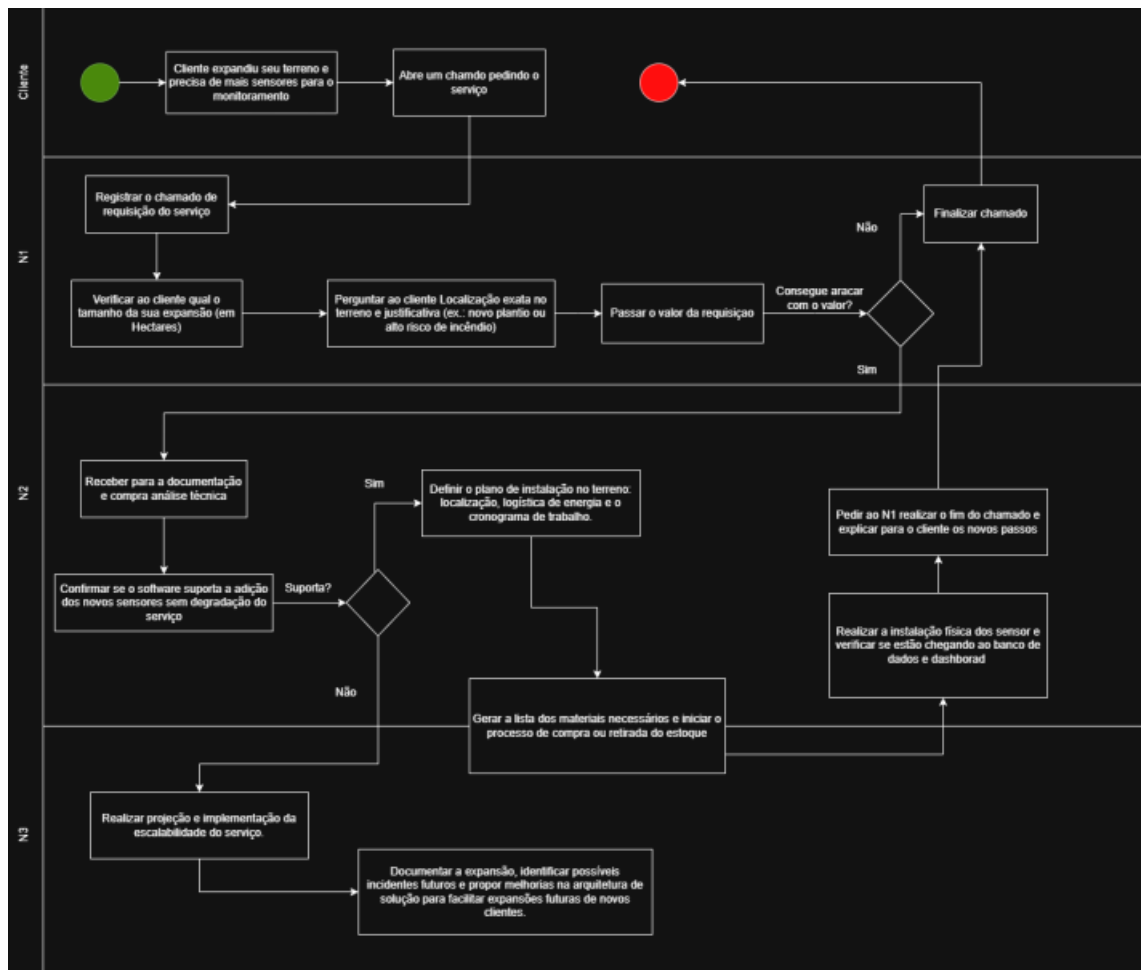 Cliente
Cliente expandiu seu terreno e
precisa de mais sensores para o
monitoramento
Abre um chamdo pedindo o
serviço
N1
Registrar o chamado de
requisição do serviço
Finalizar chamado
Não
Verificar ao cliente qual o
tamanho da sua expansão (em
Hectares)
Perguntar ao cliente Localização exata no
terreno e justificativa (ex.: novo plantio ou
alto risco de incêndio)
Passar o valor da requisiçao
Consegue aracar
com o valor?
Sim
N2
Receber para a documentação
e compra análise técnica
Sim
Definir o plano de instalação no terreno:
localização, logística de energia e o
cronograma de trabalho.
Pedir ao N1 realizar o fim do chamado e
explicar para o cliente os novos passos
Confirmar se o software suporta a adição
dos novos sensores sem degradação do
serviço
Suporta?
Realizar a instalação física dos sensor e
verificar se estão chegando ao banco de
dados e dashborad
Não
Gerar a lista dos materiais necessários e iniciar o
processo de compra ou retirada do estoque
N3
Realizar projeção e implementação da
escalabilidade do serviço.
Documentar a expansão, identificar possíveis
incidentes futuros e propor melhorias na arquitetura de
solução para facilitar expansões futuras de novos
clientes.